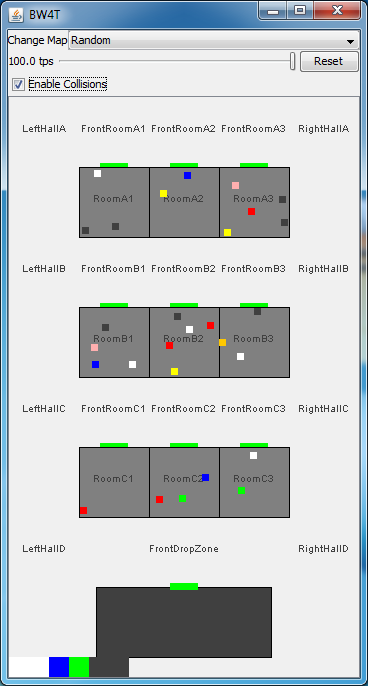 BW4T
Change Map Random
100.0 tps Reset
Enable Collisions
LeftHallA FrontRoomA1 FrontRoomA2 FrontRoomA3 RightHallA
RoomA1 RoomA2 RoomA3
LeftHallB FrontRoomB1 FrontRoomB2 FrontRoomB3 RightHallB
RoomB1 RoomB2 RoomB3
LeftHallC FrontRoomC1 FrontRoomC2 FrontRoomC3 RightHallC
RoomC1 RoomC2 RoomC3
LeftHallD FrontDropZone RightHallD